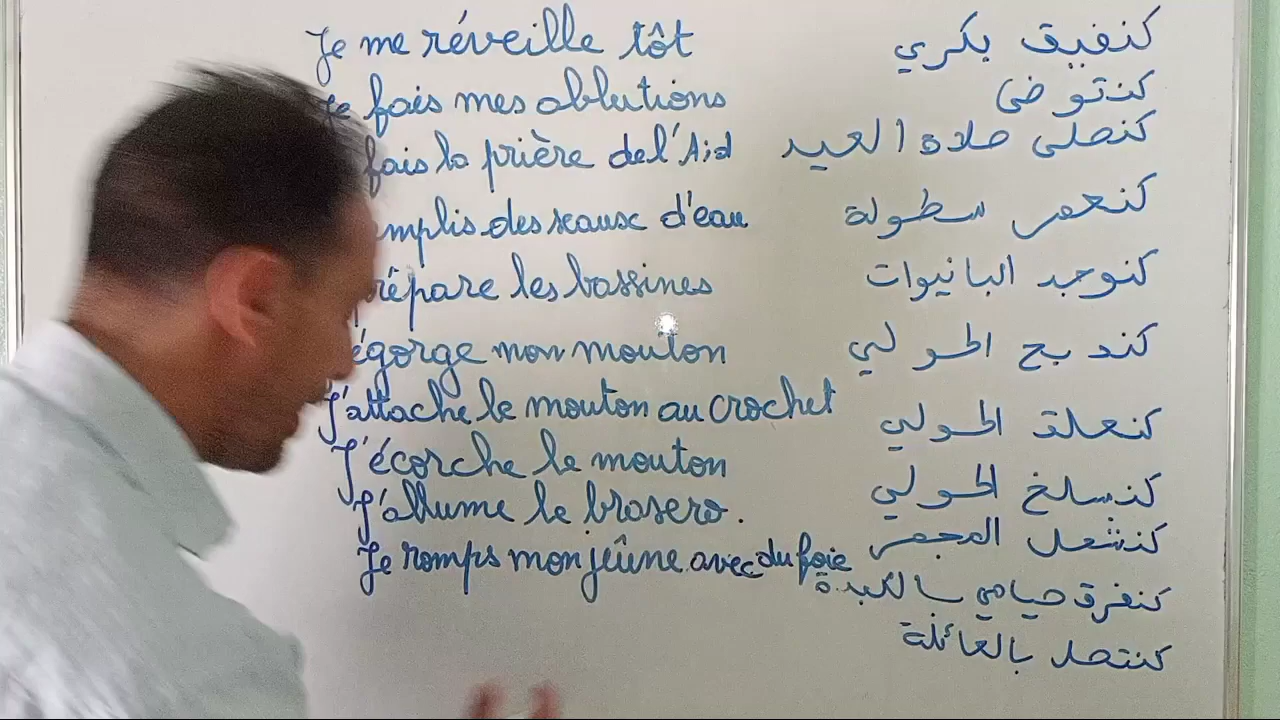 Je me réveille tôt كنفيق بكري
Je fais mes ablutions كنتوضى
fais la prière de l'Aid كنصلى صلاة العيد
emplis des seaux d'eau كنعمر سطولة
prépare les bassines كنوجد البانيوات
égorge mon mouton كندبح الحولي
J'attache le mouton au crochet كنعلق الحولي
J'écorche le mouton كنسلخ الحولي
J'allume le brasero. كنشعل المجمر
Je romps mon jeûne avec du foie كنفرق صيامي بالكبدة
كنتصل بالعائلة